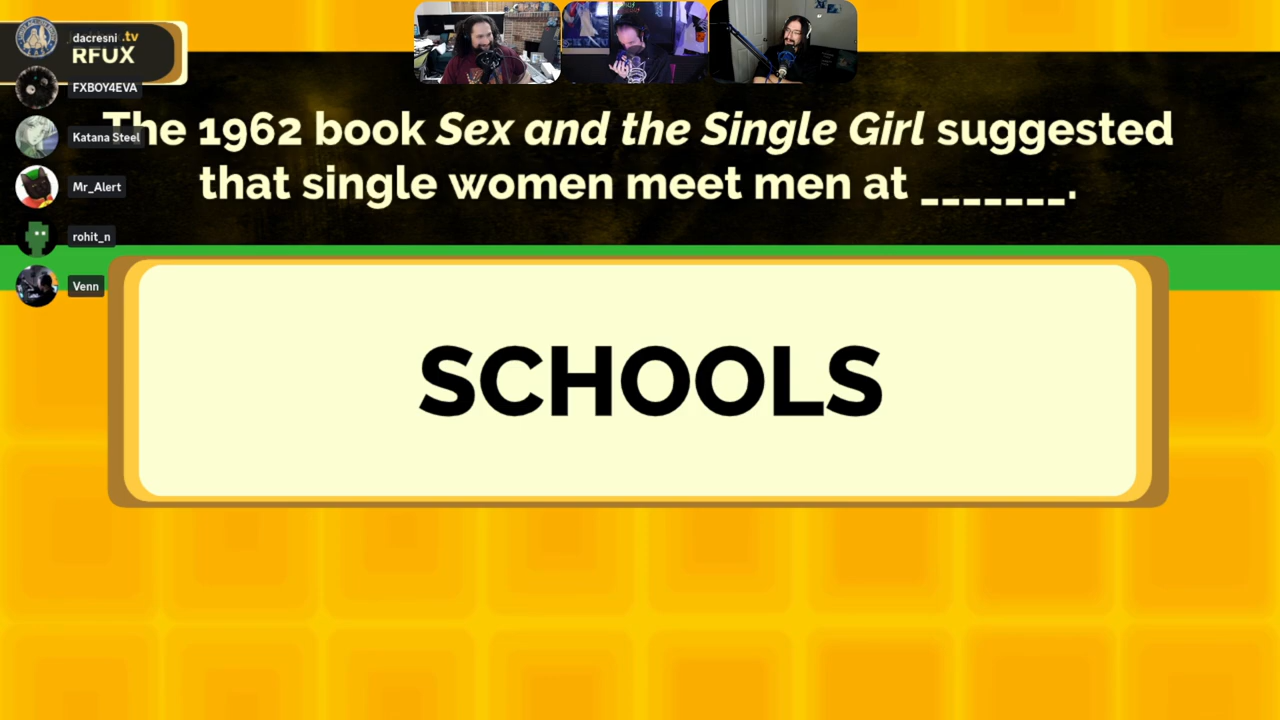 dacresni .tv
RFUX
FXBOY4EVA
Katana Steel
Mr_Alert
rohit_n
Venn
The 1962 book Sex and the Single Girl suggested
that single women meet men at _______.
SCHOOLS